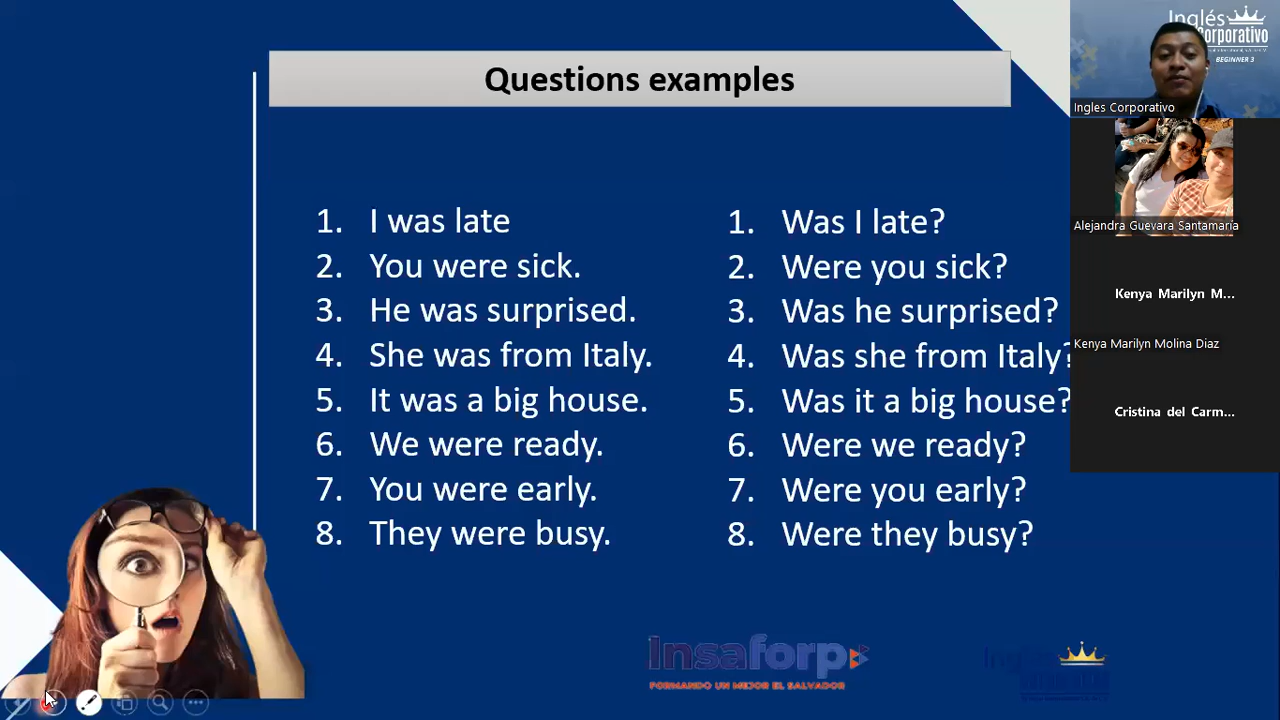 Questions examples
1. I was late
2. You were sick.
3. He was surprised.
4. She was from Italy.
5. It was a big house.
6. We were ready.
7. You were early.
8. They were busy.
1. Was I late?
2. Were you sick?
3. Was he surprised?
4. Was she from Italy?
5. Was it a big house?
6. Were we ready?
7. Were you early?
8. Were they busy?
Insaforp
FORMANDO UN MEJOR EL SALVADOR
Inglés
Inglés
Corporativo
BEGINNER 3
Ingles Corporativo
Alejandra Guevara Santamaría
Kenya Marilyn M...
Kenya Marilyn Molina Diaz
Cristina del Carm...